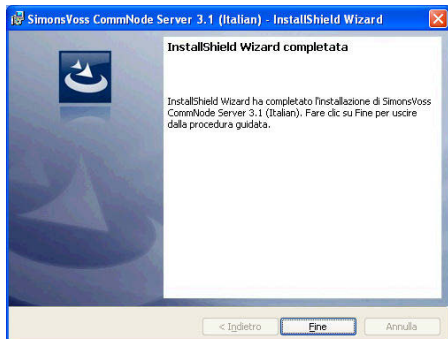 SimonsVoss CommNode Server 3.1 (Italian) - InstallShield Wizard
InstallShield Wizard completata
InstallShield Wizard ha completato l'installazione di SimonsVoss
CommNode Server 3.1 (Italian). Fare clic su Fine per uscire
dalla procedura guidata.
< Indietro
Fine
Annulla